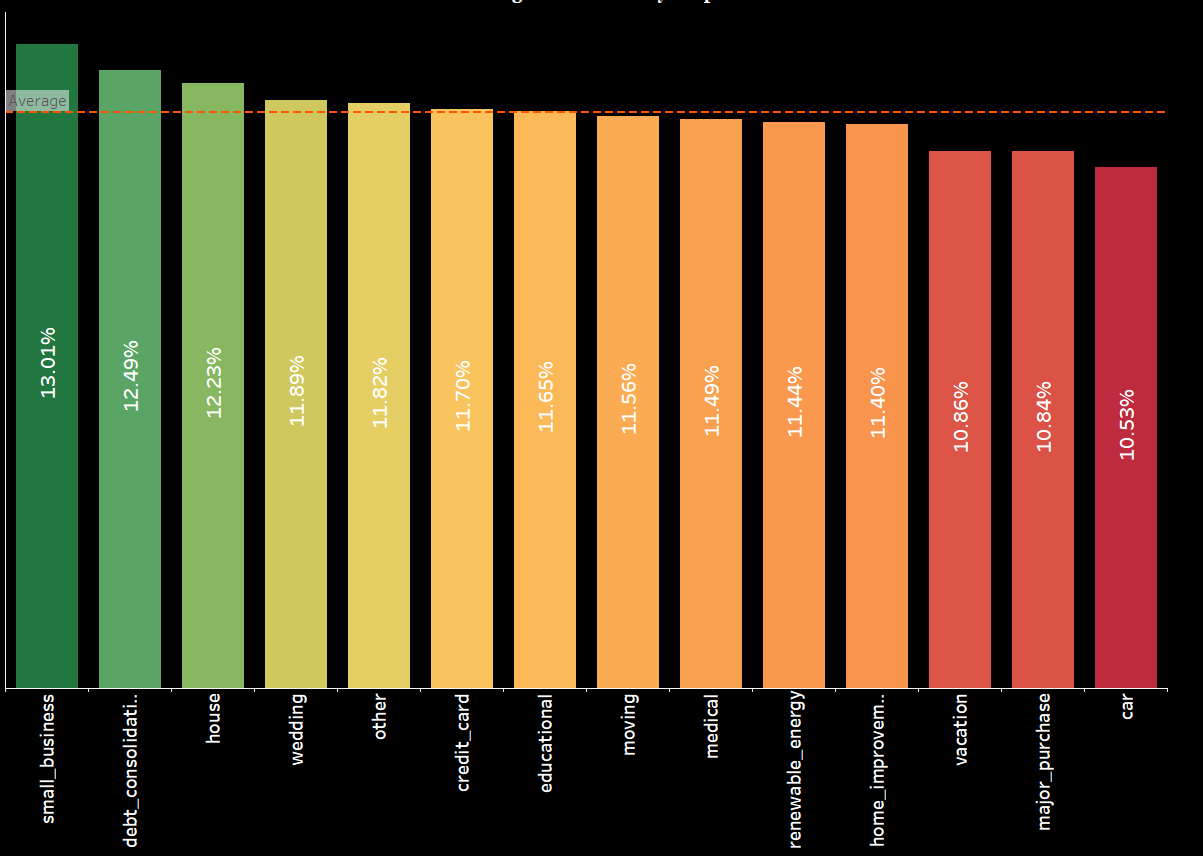 Average
13.01%
12.49%
12.23%
11.89%
11.82%
11.70%
11.65%
11.56%
11.49%
11.44%
11.40%
10.86%
10.84%
10.53%
small_business
debt_consolidati..
house
wedding
other
credit_card
educational
moving
medical
renewable_energy
home_improvem..
vacation
major_purchase
car